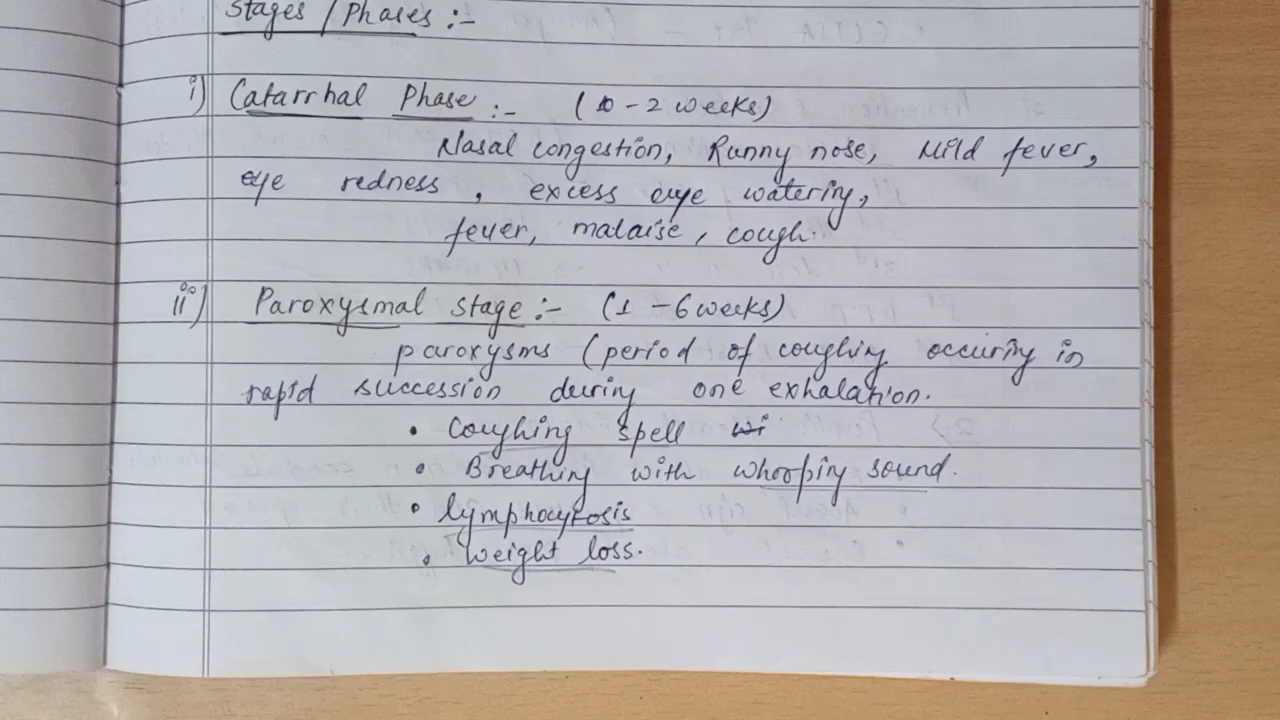 Stages / Phases :-
i) Catarrhal Phase :- (0 - 2 weeks)
Nasal congestion, Runny nose, Mild fever,
eye redness, excess eye watering,
fever, malaise, cough.
ii) Paroxysmal Stage :- (1 - 6 weeks)
paroxysms (period of coughing occuring in
rapid succession during one exhalation.
• Coughing spell wi
• Breathing with whooping sound.
• lymphocytosis
• weight loss.